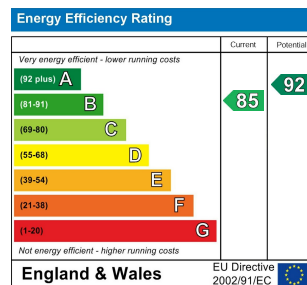 Energy Efficiency Rating
Current Potential
Very energy efficient - lower running costs
(92 plus) A
92
(81-91) B
85
(69-80) C
(55-68) D
(39-54) E
(21-38) F
(1-20) G
Not energy efficient - higher running costs
England & Wales
EU Directive
2002/91/EC